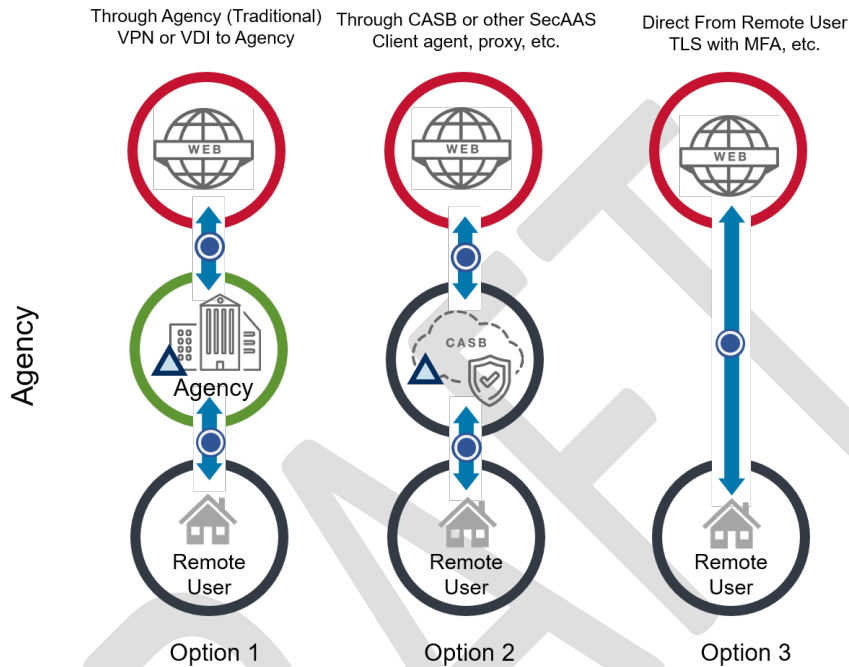 Through Agency (Traditional)
VPN or VDI to Agency
Through CASB or other SecAAS
Client agent, proxy, etc.
Direct From Remote User
TLS with MFA, etc.
WEB
WEB
WEB
Agency
Agency
CASB
Remote
User
Remote
User
Remote
User
Option 1
Option 2
Option 3
DRAFT